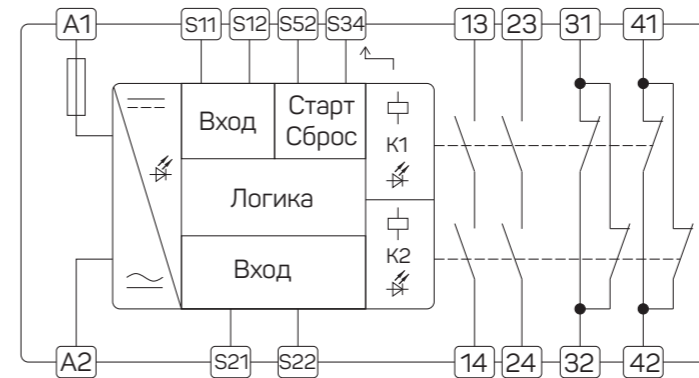 A1 S11 S12 S52 S34 13 23 31 41
Вход
Старт
Сброс
K1
Логика
K2
Вход
A2 S21 S22 14 24 32 42